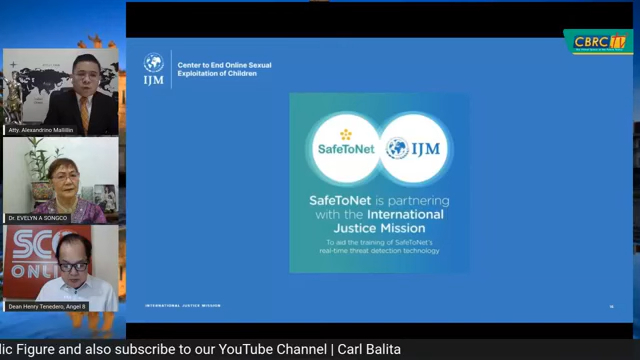 CBRC TV
IJM
Center to End Online Sexual
Exploitation of Children
Atty. Alexandrino Mallillin
SafeToNet
IJM
SafeToNet is partnering
with the International
Justice Mission
To aid the training of SafeToNet's
real-time threat detection technology
Dr. EVELYN A SONGCO
ONLINE
Dean Henry Tenedero, Angel 8
INTERNATIONAL JUSTICE MISSION
lic Figure and also subscribe to our YouTube Channel | Carl Balita